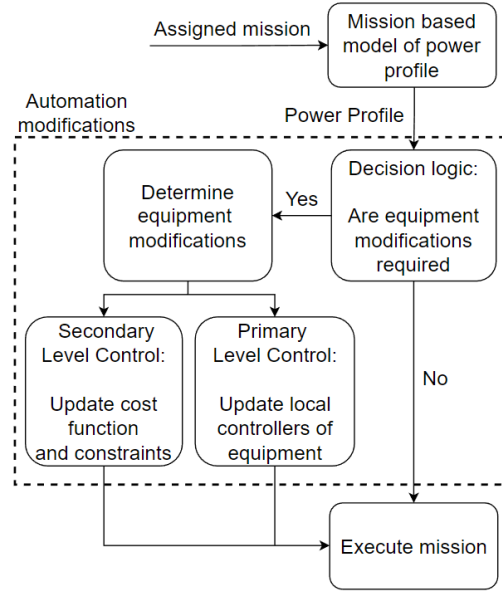 Assigned mission
Mission based
model of power
profile
Automation
modifications
Power Profile
Decision logic:
Are equipment
modifications
required
Yes
Determine
equipment
modifications
Secondary
Level Control:
Update cost
function
and constraints
Primary
Level Control:
Update local
controllers of
equipment
No
Execute mission